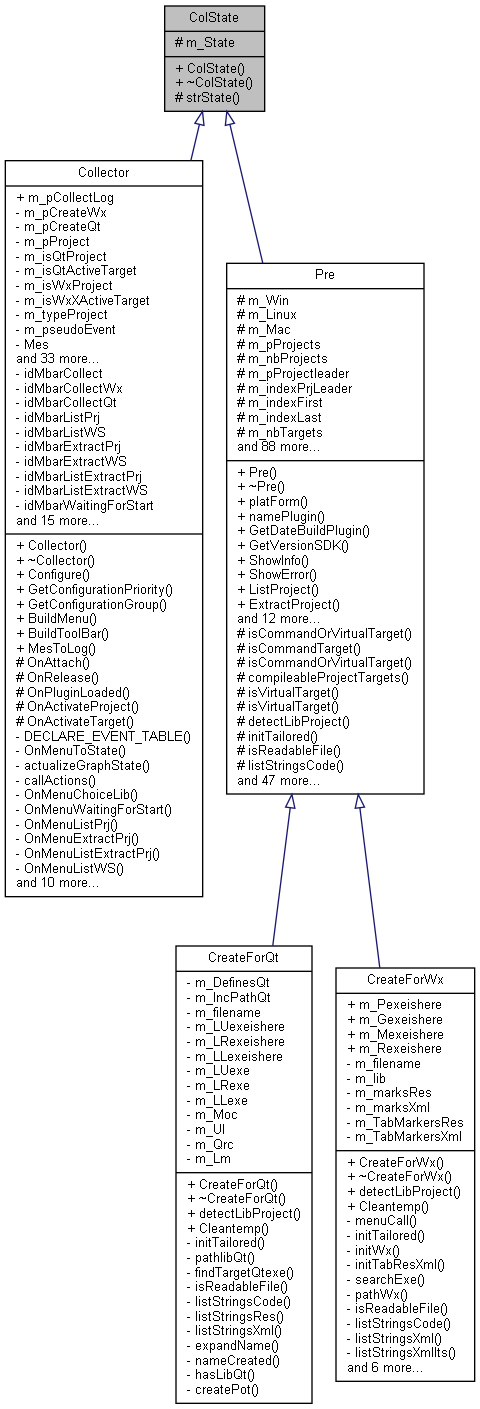 ColState
# m_State
+ ColState()
+ ~ColState()
# strState()
Collector
+ m_pCollectLog
- m_pCreateWx
- m_pCreateQt
- m_pProject
- m_isQtProject
- m_isQtActiveTarget
- m_isWxProject
- m_isWxXActiveTarget
- m_typeProject
- m_pseudoEvent
- Mes
and 33 more...
- idMbarCollect
- idMbarCollectWx
- idMbarCollectQt
- idMbarListPrj
- idMbarListWS
- idMbarExtractPrj
- idMbarExtractWS
- idMbarListExtractPrj
- idMbarListExtractWS
- idMbarWaitingForStart
and 15 more...
+ Collector()
+ ~Collector()
+ Configure()
+ GetConfigurationPriority()
+ GetConfigurationGroup()
+ BuildMenu()
+ BuildToolBar()
+ MesToLog()
# OnAttach()
# OnRelease()
# OnPluginLoaded()
# OnActivateProject()
# OnActivateTarget()
- DECLARE_EVENT_TABLE()
- OnMenuToState()
- actualizeGraphState()
- callActions()
- OnMenuChoiceLib()
- OnMenuWaitingForStart()
- OnMenuListPrj()
- OnMenuExtractPrj()
- OnMenuListExtractPrj()
- OnMenuListWS()
and 10 more...
Pre
# m_Win
# m_Linux
# m_Mac
# m_pProjects
# m_nbProjects
# m_pProjectleader
# m_indexPrjLeader
# m_indexFirst
# m_indexLast
# m_nbTargets
and 88 more...
+ Pre()
+ ~Pre()
+ platForm()
+ namePlugin()
+ GetDateBuildPlugin()
+ GetVersionSDK()
+ ShowInfo()
+ ShowError()
+ ListProject()
+ ExtractProject()
and 12 more...
# isCommandOrVirtualTarget()
# isCommandTarget()
# isCommandOrVirtualTarget()
# compileableProjectTargets()
# isVirtualTarget()
# isVirtualTarget()
# detectLibProject()
# initTailored()
# isReadableFile()
# listStringsCode()
and 47 more...
CreateForQt
- m_DefinesQt
- m_IncPathQt
- m_filename
- m_LUexeishere
- m_LRexeishere
- m_LLexeishere
- m_LUexe
- m_LRexe
- m_LLexe
- m_Moc
- m_UI
- m_Qrc
- m_Lm
+ CreateForQt()
+ ~CreateForQt()
+ detectLibProject()
+ Cleantemp()
- initTailored()
- pathlibQt()
- findTargetQtexe()
- isReadableFile()
- listStringsCode()
- listStringsRes()
- listStringsXml()
- expandName()
- nameCreated()
- hasLibQt()
- createPot()
CreateForWx
+ m_Pexeishere
+ m_Gexeishere
+ m_Mexeishere
+ m_Rexeishere
- m_filename
- m_lib
- m_marksRes
- m_marksXml
- m_TabMarkersRes
- m_TabMarkersXml
+ CreateForWx()
+ ~CreateForWx()
+ detectLibProject()
+ Cleantemp()
- menuCall()
- initTailored()
- initWx()
- initTabResXml()
- searchExe()
- pathWx()
- isReadableFile()
- listStringsCode()
- listStringsXml()
- listStringsXmlIts()
and 6 more...